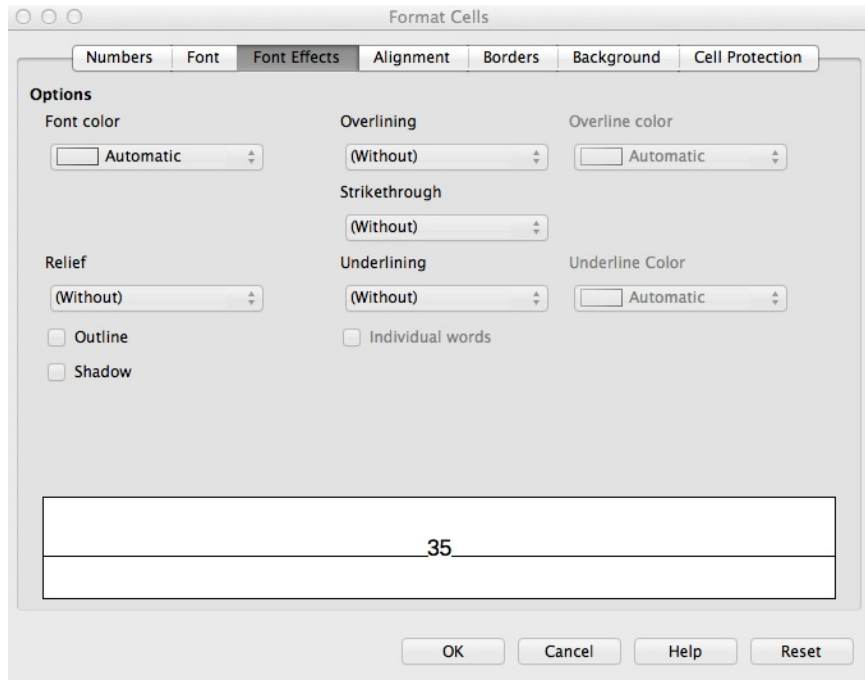 Format Cells
Numbers Font Font Effects Alignment Borders Background Cell Protection
Options
Font color Overlining Overline color
Automatic (Without) Automatic
Strikethrough
(Without)
Relief Underlining Underline Color
(Without) (Without) Automatic
Outline Individual words
Shadow
35
OK Cancel Help Reset